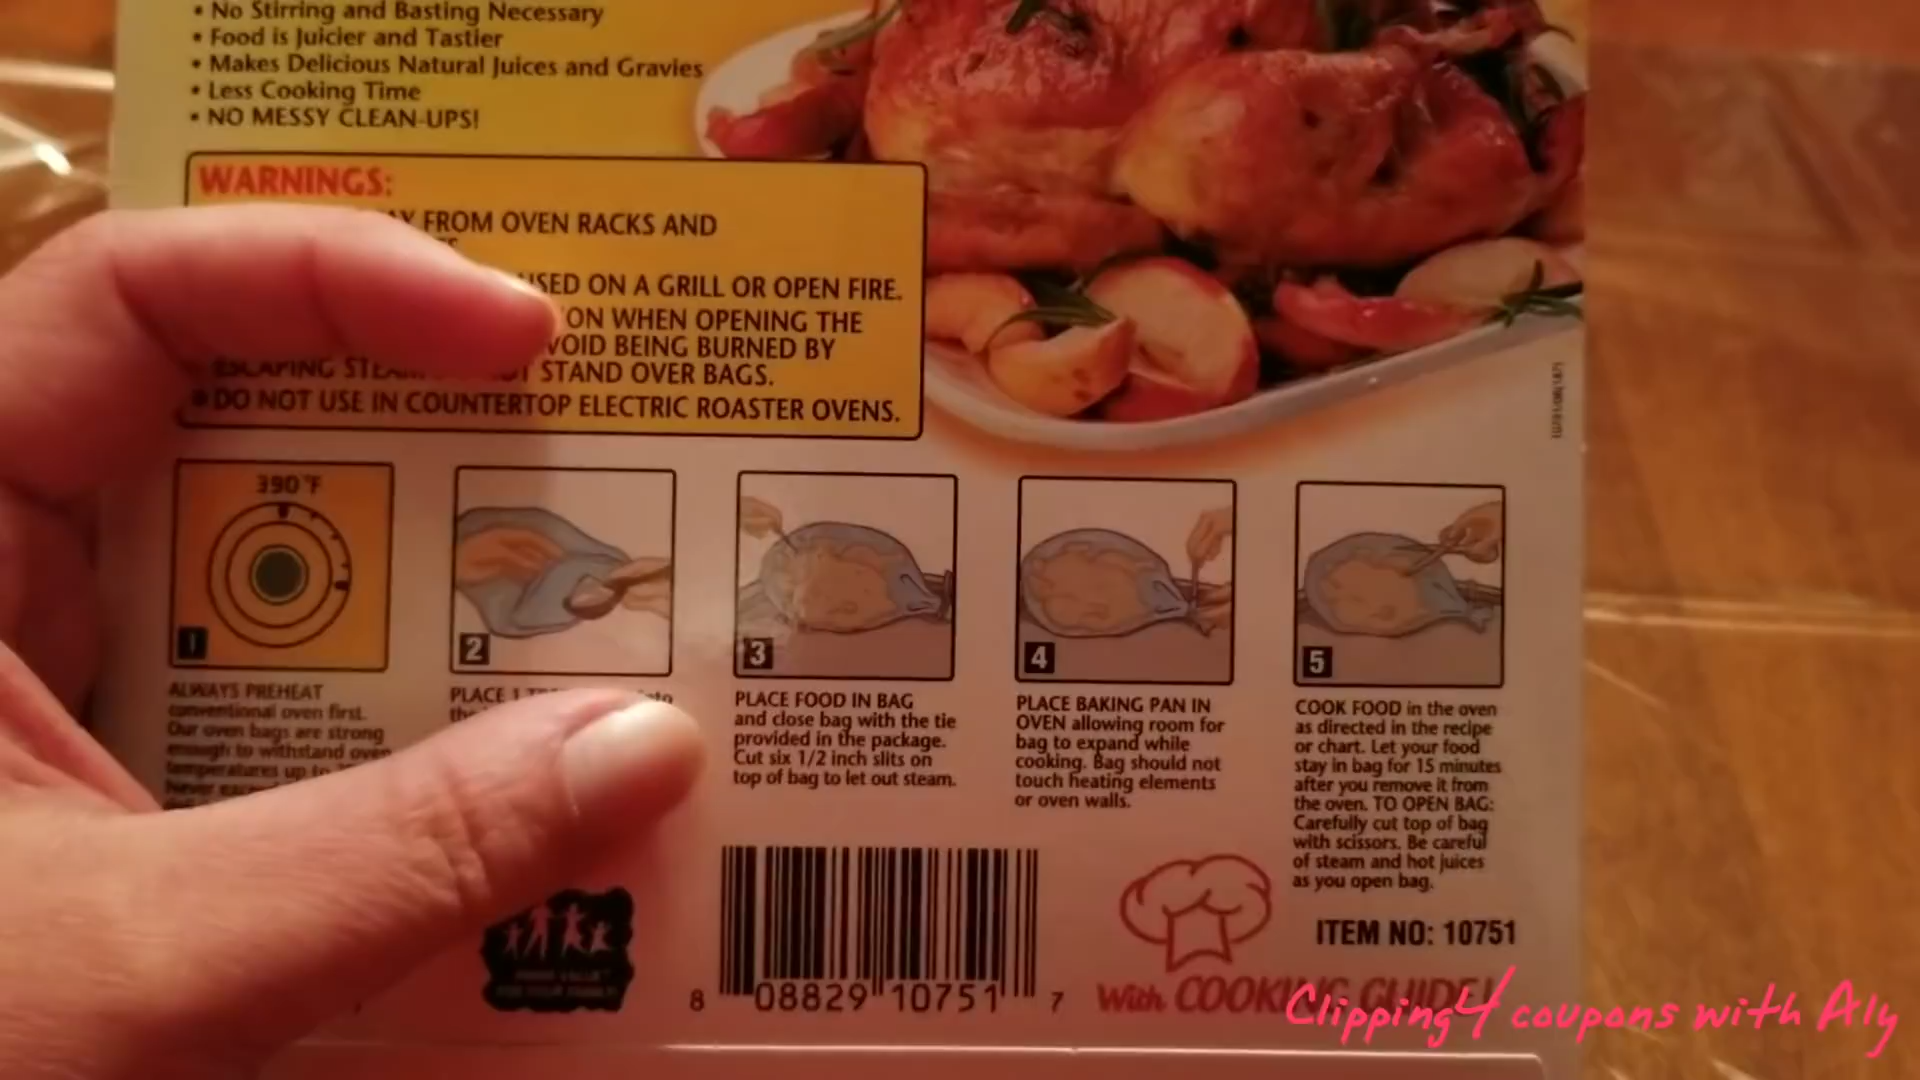 • No Stirring and Basting Necessary
• Food is Juicier and Tastier
• Makes Delicious Natural Juices and Gravies
• Less Cooking Time
• NO MESSY CLEAN-UPS!
WARNINGS:
FROM OVEN RACKS AND
USED ON A GRILL OR OPEN FIRE.
WHEN OPENING THE
BEING BURNED BY
ESCAPING STAND OVER BAGS.
DO NOT USE IN COUNTERTOP ELECTRIC ROASTER OVENS.
390°F
1
ALWAYS PREHEAT
conventional oven first.
Our oven bags are strong
enough to withstand oven
temperatures up to
2
PLACE 1
3
PLACE FOOD IN BAG
and close bag with the tie
provided in the package.
Cut six 1/2 inch slits on
top of bag to let out steam.
4
PLACE BAKING PAN IN
OVEN allowing room for
bag to expand while
cooking. Bag should not
touch heating elements
or oven walls.
5
COOK FOOD in the oven
as directed in the recipe
or chart. Let your food
stay in bag for 15 minutes
after you remove it from
the oven. TO OPEN BAG:
Carefully cut top of bag
with scissors. Be careful
of steam and hot juices
as you open bag.
8 08829 10751 7
ITEM NO: 10751
With COOKING GUIDE!
Clipping4 coupons with Aly